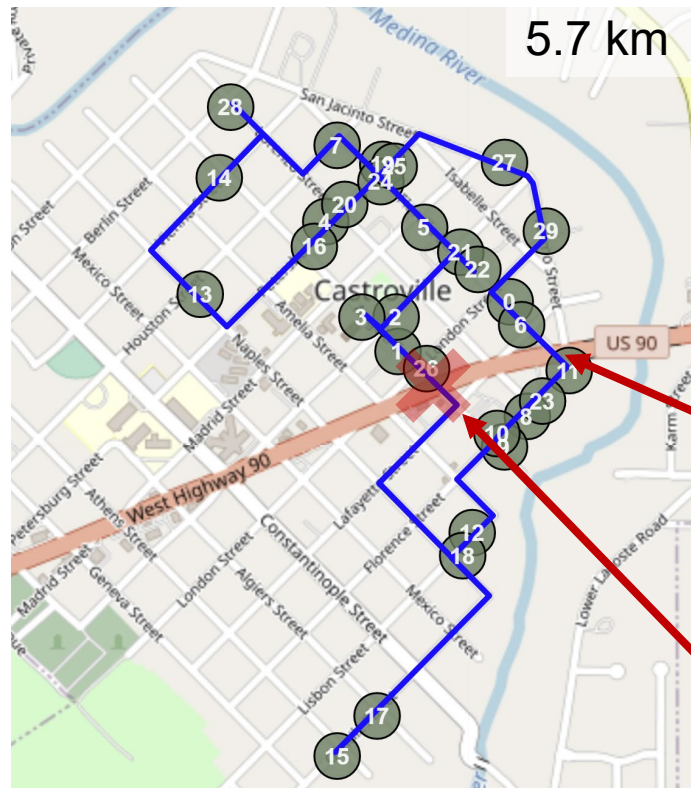 5.7 km
Medina River
San Jacinto Street
28
7
19
25
27
14
24
Isabelle Street
Berlin Street
20
4
5
29
16
21
22
Mexico Street
13
Houston St
Castroville
0
3
2
6
Amelia Street
US 90
1
Naples Street
26
11
23
8
Madrid Street
10
9
Karm Street
Petersburg Street
West Highway 90
Lafayette Street
Athens Street
12
Florence Street
18
Madrid Street
London Street
Constantinople Street
Lower LaCoste Road
Geneva Street
Algiers Street
Mexico Street
Lisbon Street
17
15